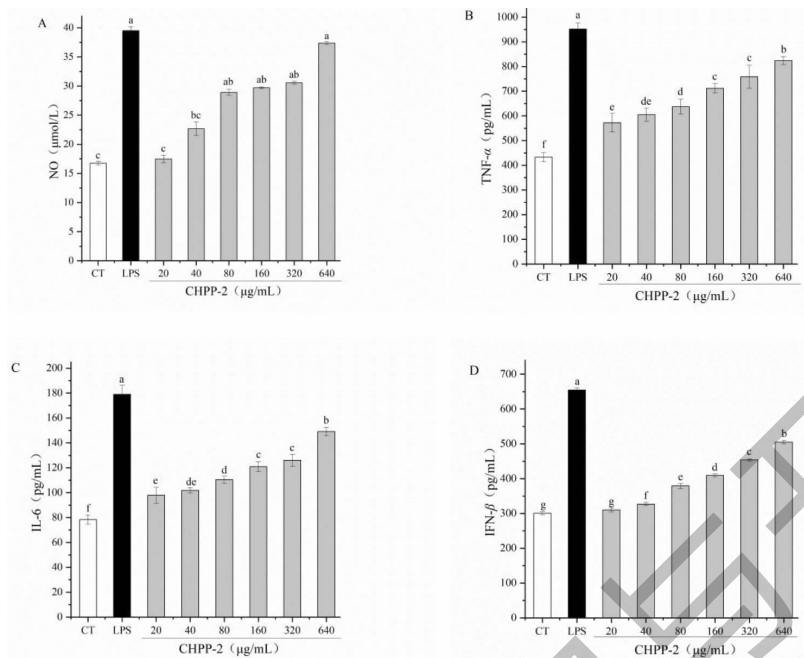 A
NO (μmol/L)
40
35
30
25
20
15
10
5
0
c
a
c
bc
ab
ab
ab
a
CT LPS 20 40 80 160 320 640
CHPP-2 (μg/mL)
B
TNF-α (pg/mL)
1000
900
800
700
600
500
400
300
200
100
0
f
a
e
de
d
c
c
b
CT LPS 20 40 80 160 320 640
CHPP-2 (μg/mL)
C
IL-6 (pg/mL)
200
180
160
140
120
100
80
60
40
20
0
f
a
e
de
d
c
c
b
CT LPS 20 40 80 160 320 640
CHPP-2 (μg/mL)
D
IFN-β (pg/mL)
700
600
500
400
300
200
100
0
g
a
g
f
e
d
c
b
CT LPS 20 40 80 160 320 640
CHPP-2 (μg/mL)